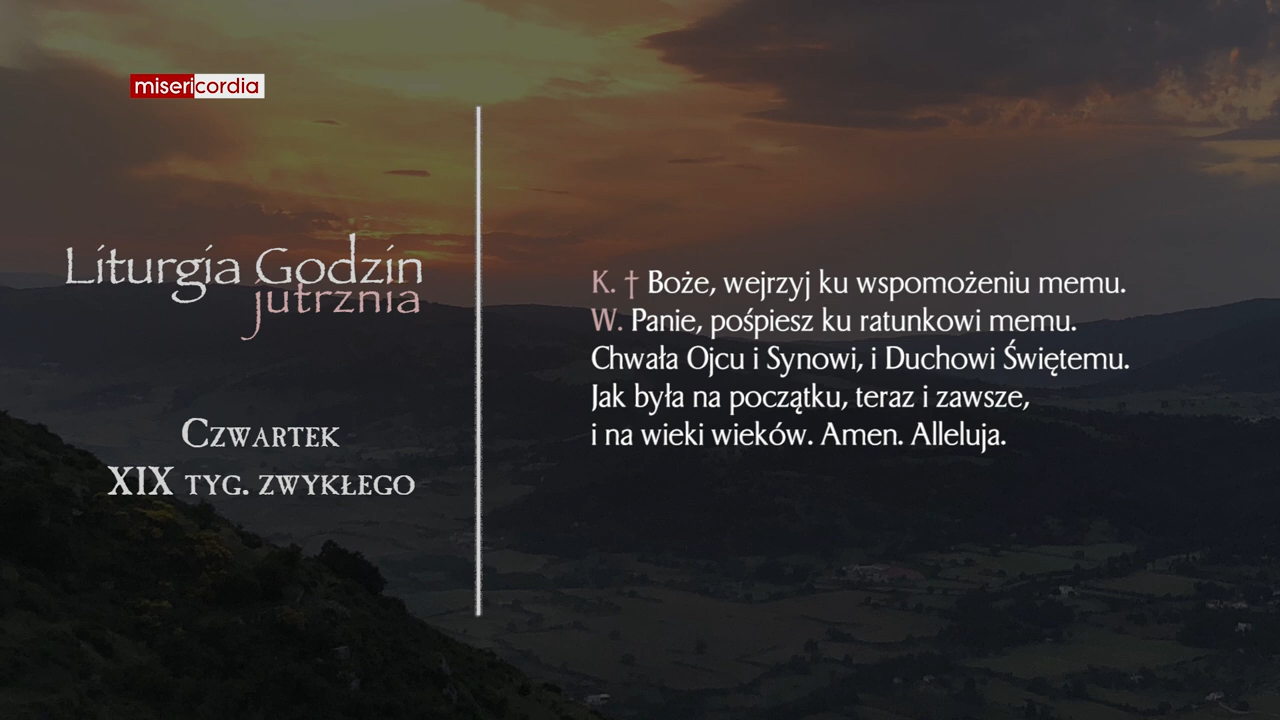 misericordia
Liturgia Godzin
jutrznia
Czwartek
XIX tyg. zwykłego
K. † Boże, wejrzyj ku wspomożeniu memu.
W. Panie, pośpiesz ku ratunkowi memu.
Chwała Ojcu i Synowi, i Duchowi Świętemu.
Jak była na początku, teraz i zawsze,
i na wieki wieków. Amen. Alleluja.